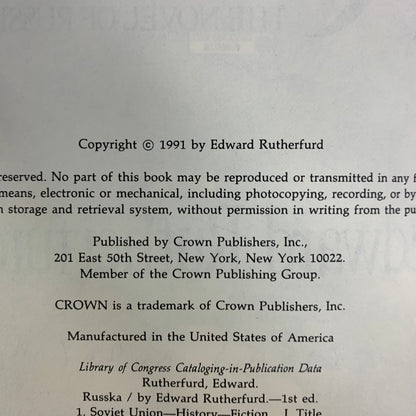 Copyright © 1991 by Edward Rutherfurd
reserved. No part of this book may be reproduced or transmitted in any f
means, electronic or mechanical, including photocopying, recording, or by
storage and retrieval system, without permission in writing from the pu
Published by Crown Publishers, Inc.,
201 East 50th Street, New York, New York 10022.
Member of the Crown Publishing Group.
CROWN is a trademark of Crown Publishers, Inc.
Manufactured in the United States of America
Library of Congress Cataloging-in-Publication Data
Rutherfurd, Edward.
Russka / by Edward Rutherfurd.—1st ed.
1. Soviet Union—History—Fiction. I. Title